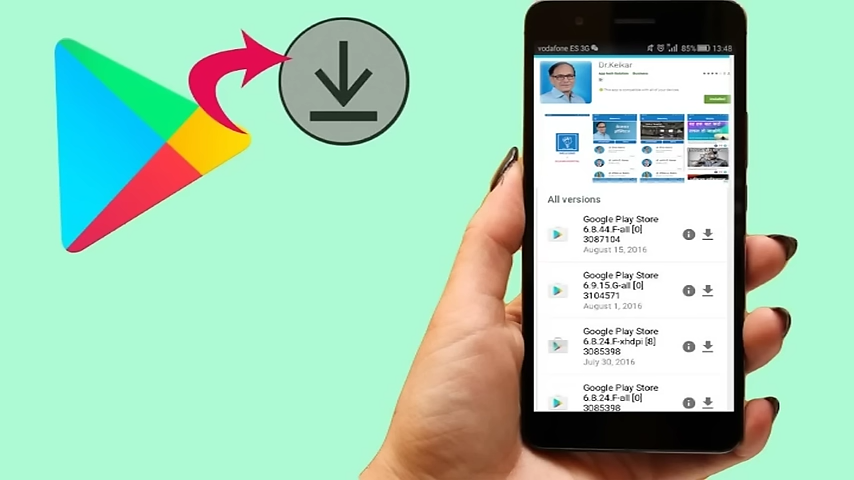 vodafone ES 3G 85% 13:48
Dr.Kelkar
All versions
Google Play Store
6.8.44.F-all [0]
3087104
August 15, 2016
Google Play Store
6.9.15.G-all [0]
3104571
August 1, 2016
Google Play Store
6.8.24.F-xhdpi [8]
3085398
July 30, 2016
Google Play Store
6.8.24.F-all [0]
3085398